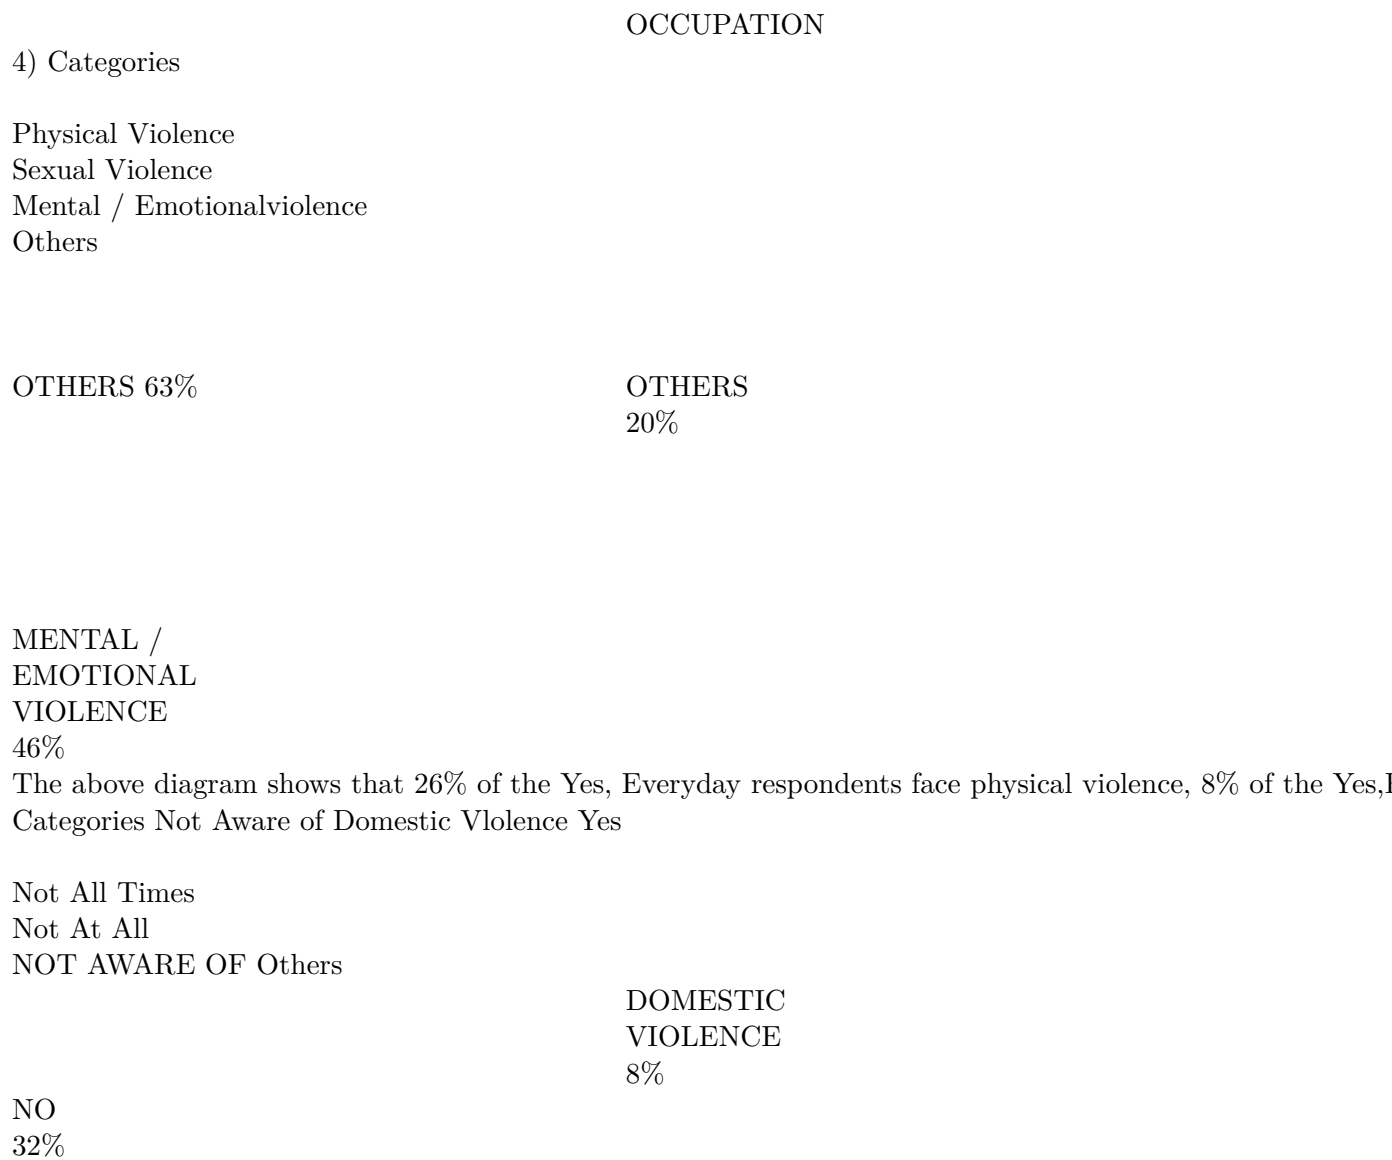 OCCUPATION
4) Categories
Physical Violence
Sexual Violence
Mental / Emotionalviolence
Others
OTHERS 63% OTHERS
20%
MENTAL /
EMOTIONAL
VIOLENCE
46%
The above diagram shows that 26% of the Yes, Everyday respondents face physical violence, 8% of the Yes,
Categories Not Aware of Domestic Vlolence Yes
Not All Times
Not At All
NOT AWARE OF Others
DOMESTIC
VIOLENCE
8%
NO
32%